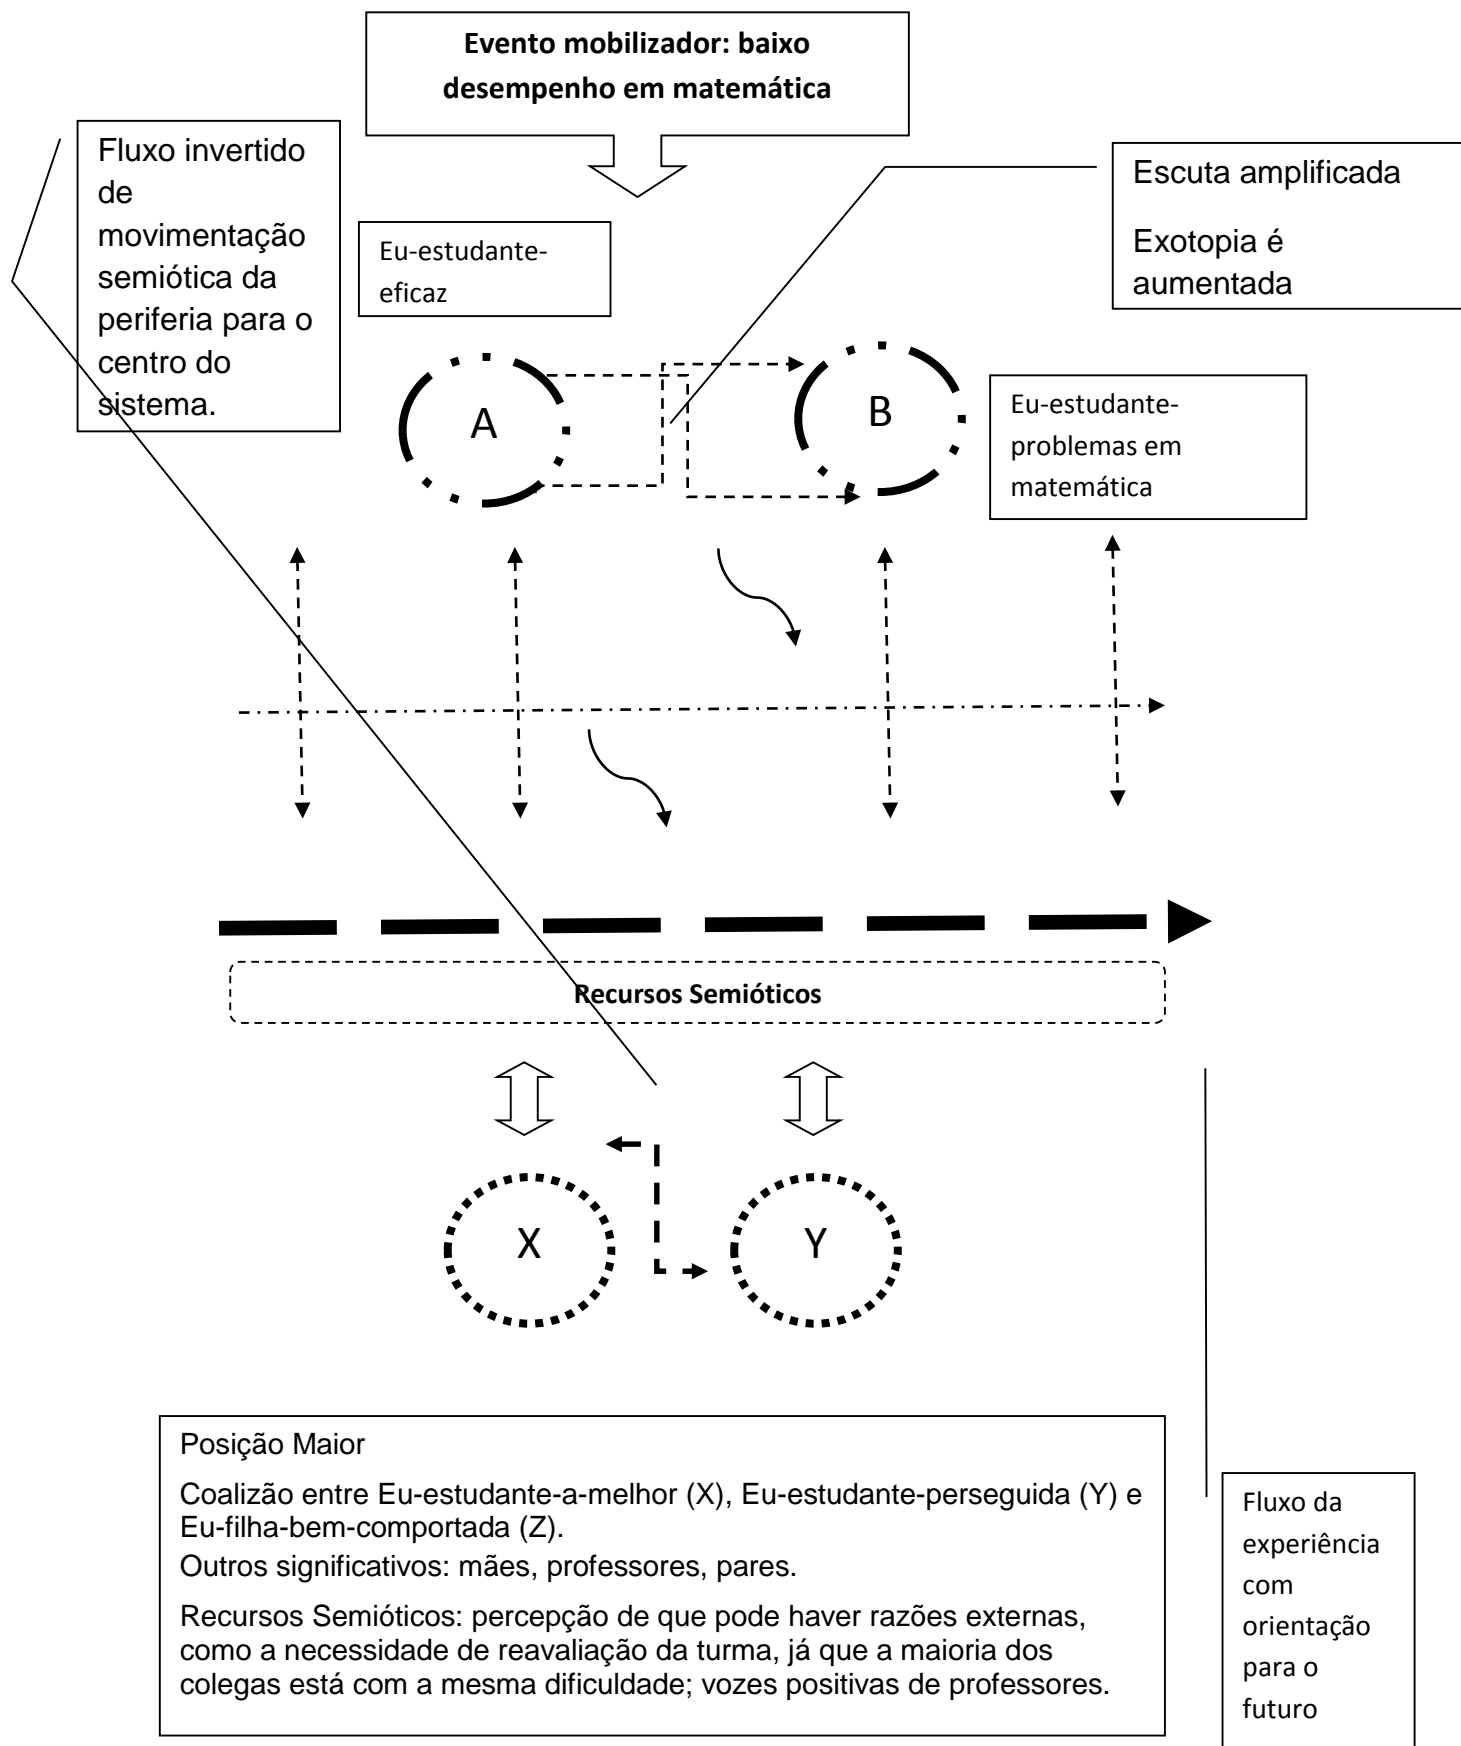 Evento mobilizador: baixo
desempenho em matemática
Fluxo invertido
de
movimentação
semiótica da
periferia para o
centro do
sistema.
Escuta amplificada
Exotopia é
aumentada
Eu-estudante-
eficaz
A
B
Eu-estudante-
problemas em
matemática
Recursos Semióticos
X
Y
Posição Maior
Coalizão entre Eu-estudante-a-melhor (X), Eu-estudante-perseguida (Y) e
Eu-filha-bem-comportada (Z).
Outros significativos: mães, professores, pares.
Recursos Semióticos: percepção de que pode haver razões externas,
como a necessidade de reavaliação da turma, já que a maioria dos
colegas está com a mesma dificuldade; vozes positivas de professores.
Fluxo da
experiência
com
orientação
para o
futuro